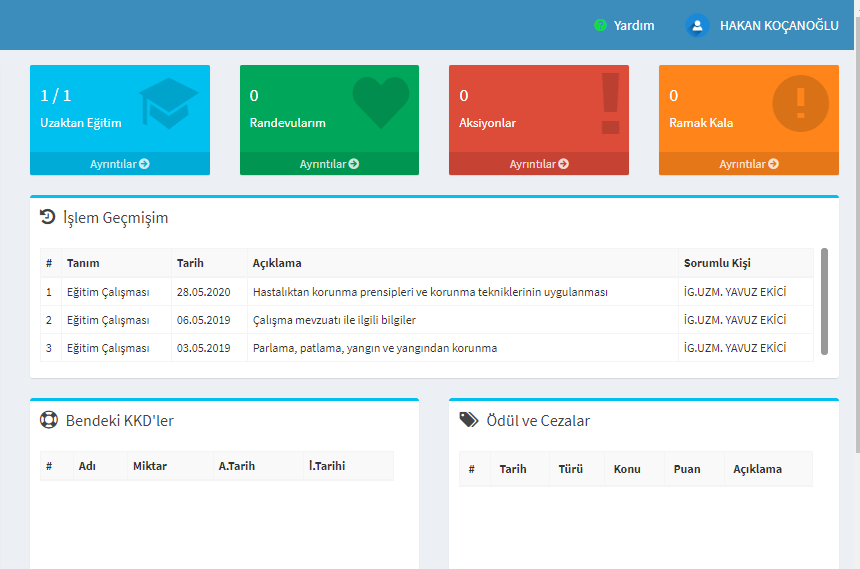 Yardım HAKAN KOÇANOĞLU
1 / 1
Uzaktan Eğitim
Ayrıntılar
0
Randevularım
Ayrıntılar
0
Aksiyonlar
Ayrıntılar
0
Ramak Kala
Ayrıntılar
İşlem Geçmişim
# Tanım Tarih Açıklama Sorumlu Kişi
1 Eğitim Çalışması 28.05.2020 Hastalıktan korunma prensipleri ve korunma tekniklerinin uygulanması İG.UZM. YAVUZ EKİCİ
2 Eğitim Çalışması 06.05.2019 Çalışma mevzuatı ile ilgili bilgiler İG.UZM. YAVUZ EKİCİ
3 Eğitim Çalışması 03.05.2019 Parlama, patlama, yangın ve yangından korunma İG.UZM. YAVUZ EKİCİ
Bendeki KKD'ler
# Adı Miktar A.Tarih İ.Tarihi
Ödül ve Cezalar
# Tarih Türü Konu Puan Açıklama